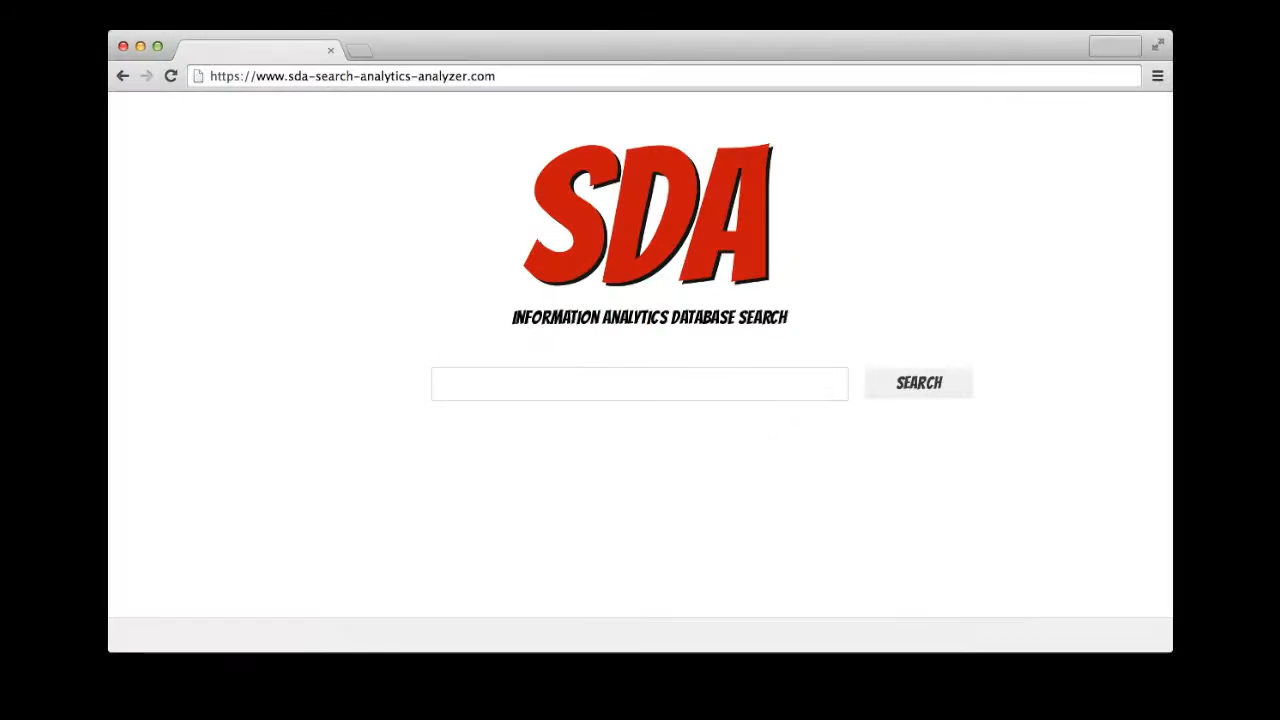 https://www.sda-search-analytics-analyzer.com
SDA
INFORMATION ANALYTICS DATABASE SEARCH
SEARCH